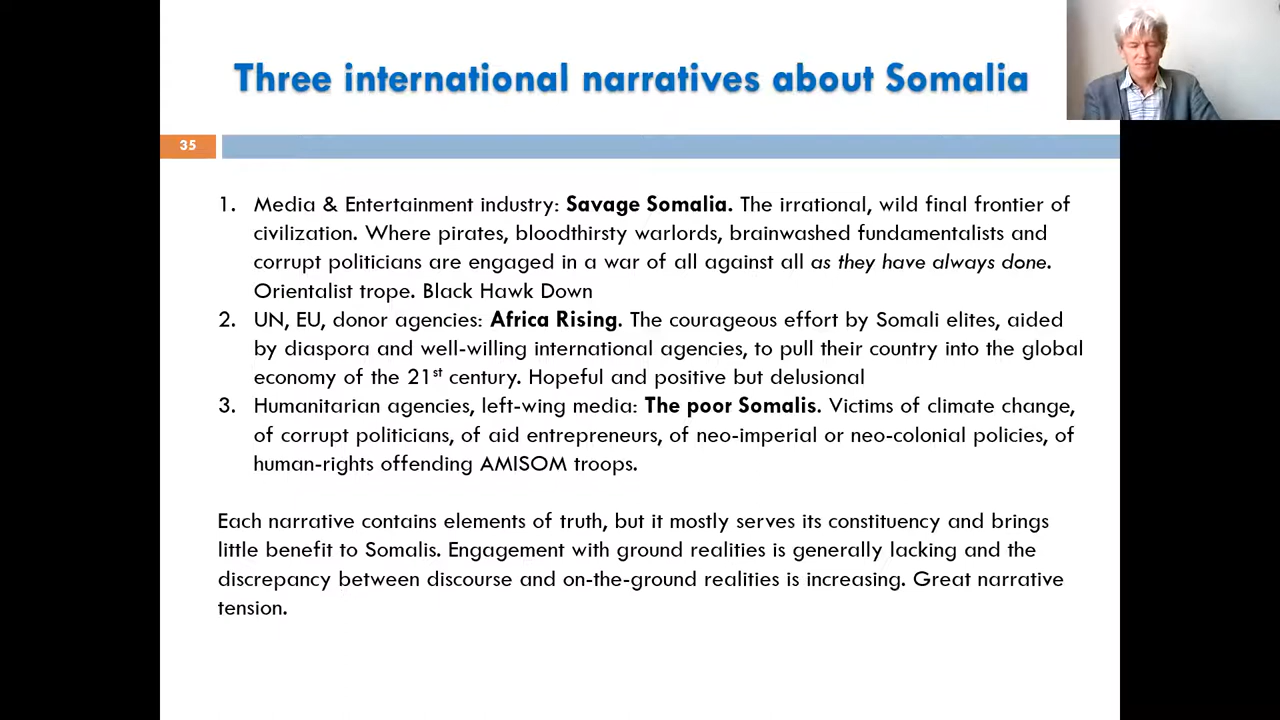 Three international narratives about Somalia
35
1. Media & Entertainment industry: Savage Somalia. The irrational, wild final frontier of
civilization. Where pirates, bloodthirsty warlords, brainwashed fundamentalists and
corrupt politicians are engaged in a war of all against all as they have always done.
Orientalist trope. Black Hawk Down
2. UN, EU, donor agencies: Africa Rising. The courageous effort by Somali elites, aided
by diaspora and well-willing international agencies, to pull their country into the global
economy of the 21st century. Hopeful and positive but delusional
3. Humanitarian agencies, left-wing media: The poor Somalis. Victims of climate change,
of corrupt politicians, of aid entrepreneurs, of neo-imperial or neo-colonial policies, of
human-rights offending AMISOM troops.
Each narrative contains elements of truth, but it mostly serves its constituency and brings
little benefit to Somalis. Engagement with ground realities is generally lacking and the
discrepancy between discourse and on-the-ground realities is increasing. Great narrative
tension.